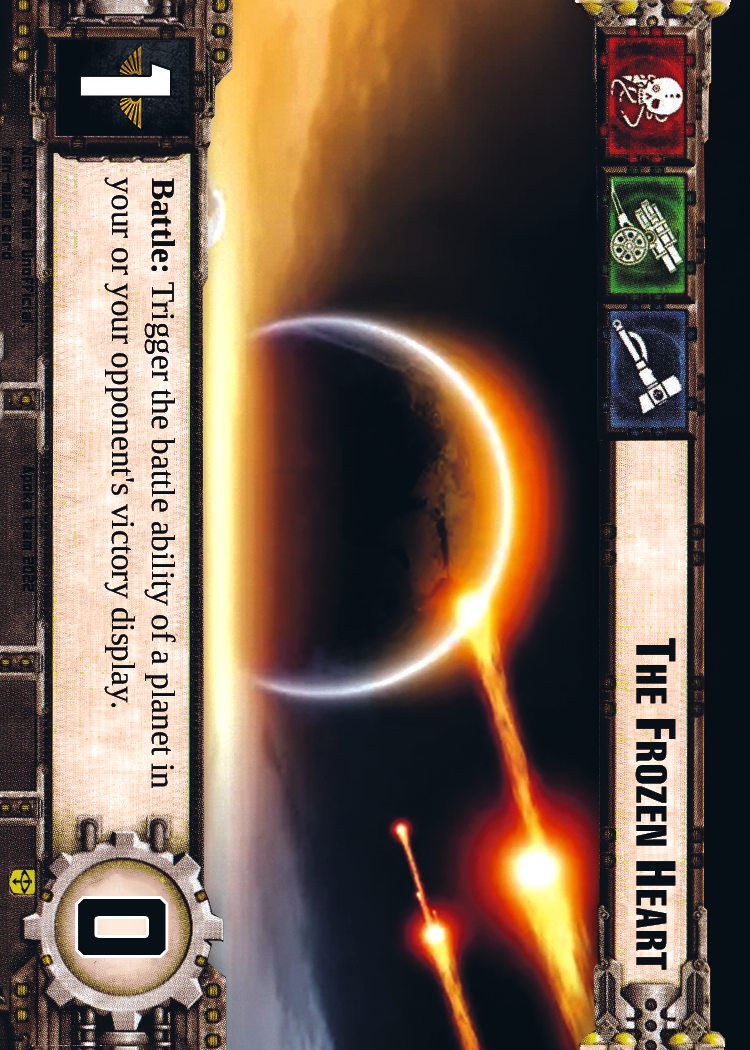 THE FROZEN HEART
1
Battle: Trigger the battle ability of a planet in
your or your opponent's victory display.
0
Not for sale. Unofficial.
Fan-made card